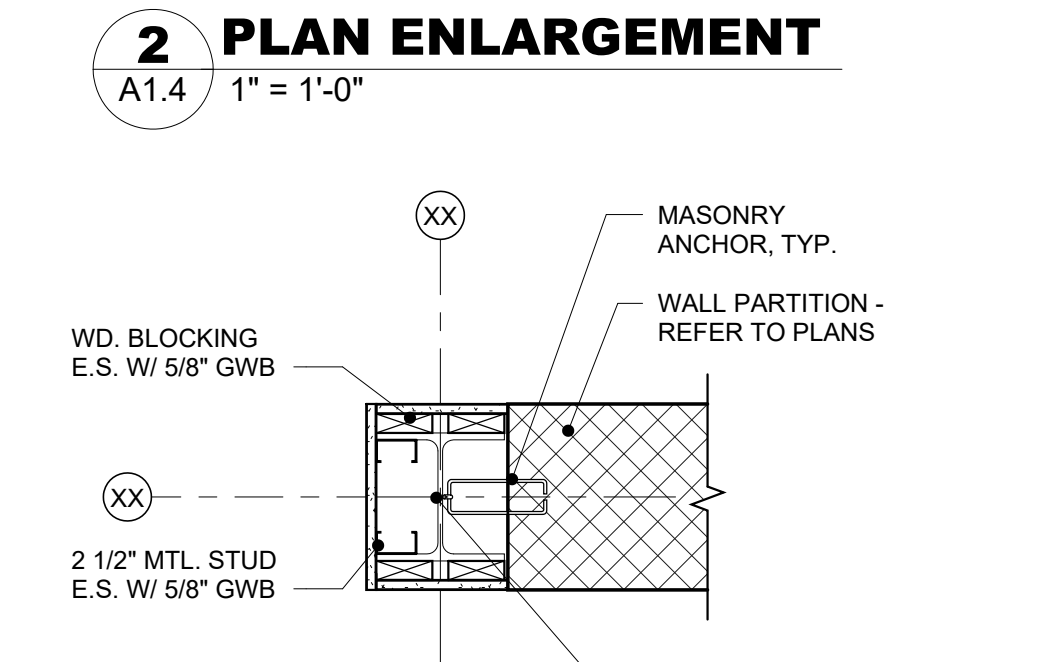 2 PLAN ENLARGEMENT
A1.4 1" = 1'-0"
XX
MASONRY
ANCHOR, TYP.
WALL PARTITION -
REFER TO PLANS
WD. BLOCKING
E.S. W/ 5/8" GWB
XX
2 1/2" MTL. STUD
E.S. W/ 5/8" GWB